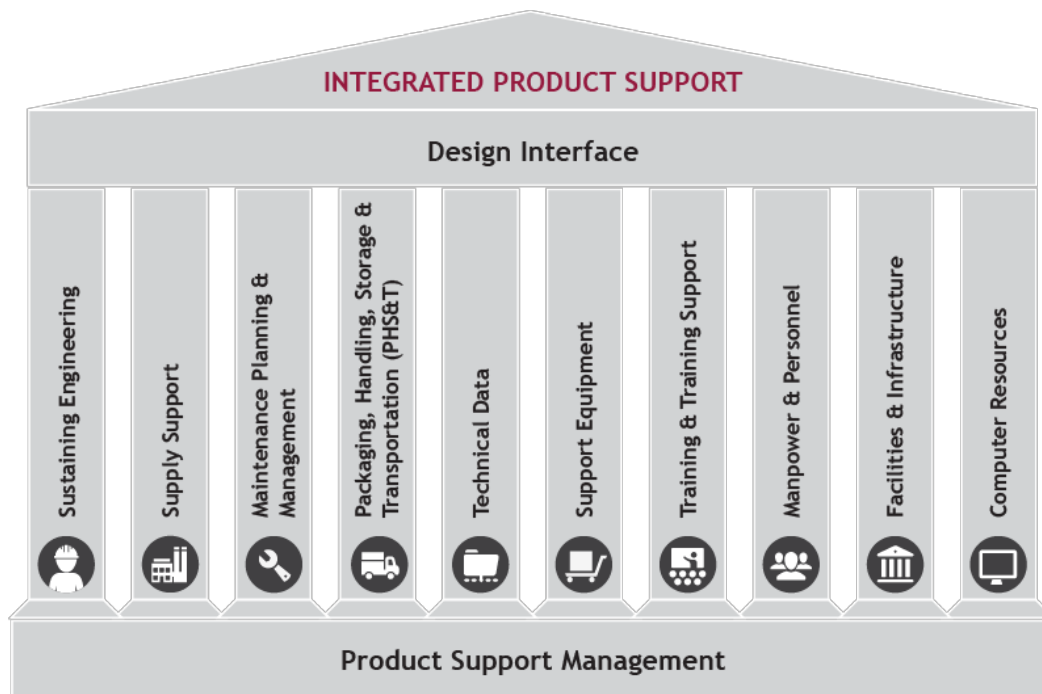 INTEGRATED PRODUCT SUPPORT
Design Interface
Sustaining Engineering
Supply Support
Maintenance Planning &
Management
Packaging, Handling, Storage &
Transportation (PHS&T)
Technical Data
Support Equipment
Training & Training Support
Manpower & Personnel
Facilities & Infrastructure
Computer Resources
Product Support Management